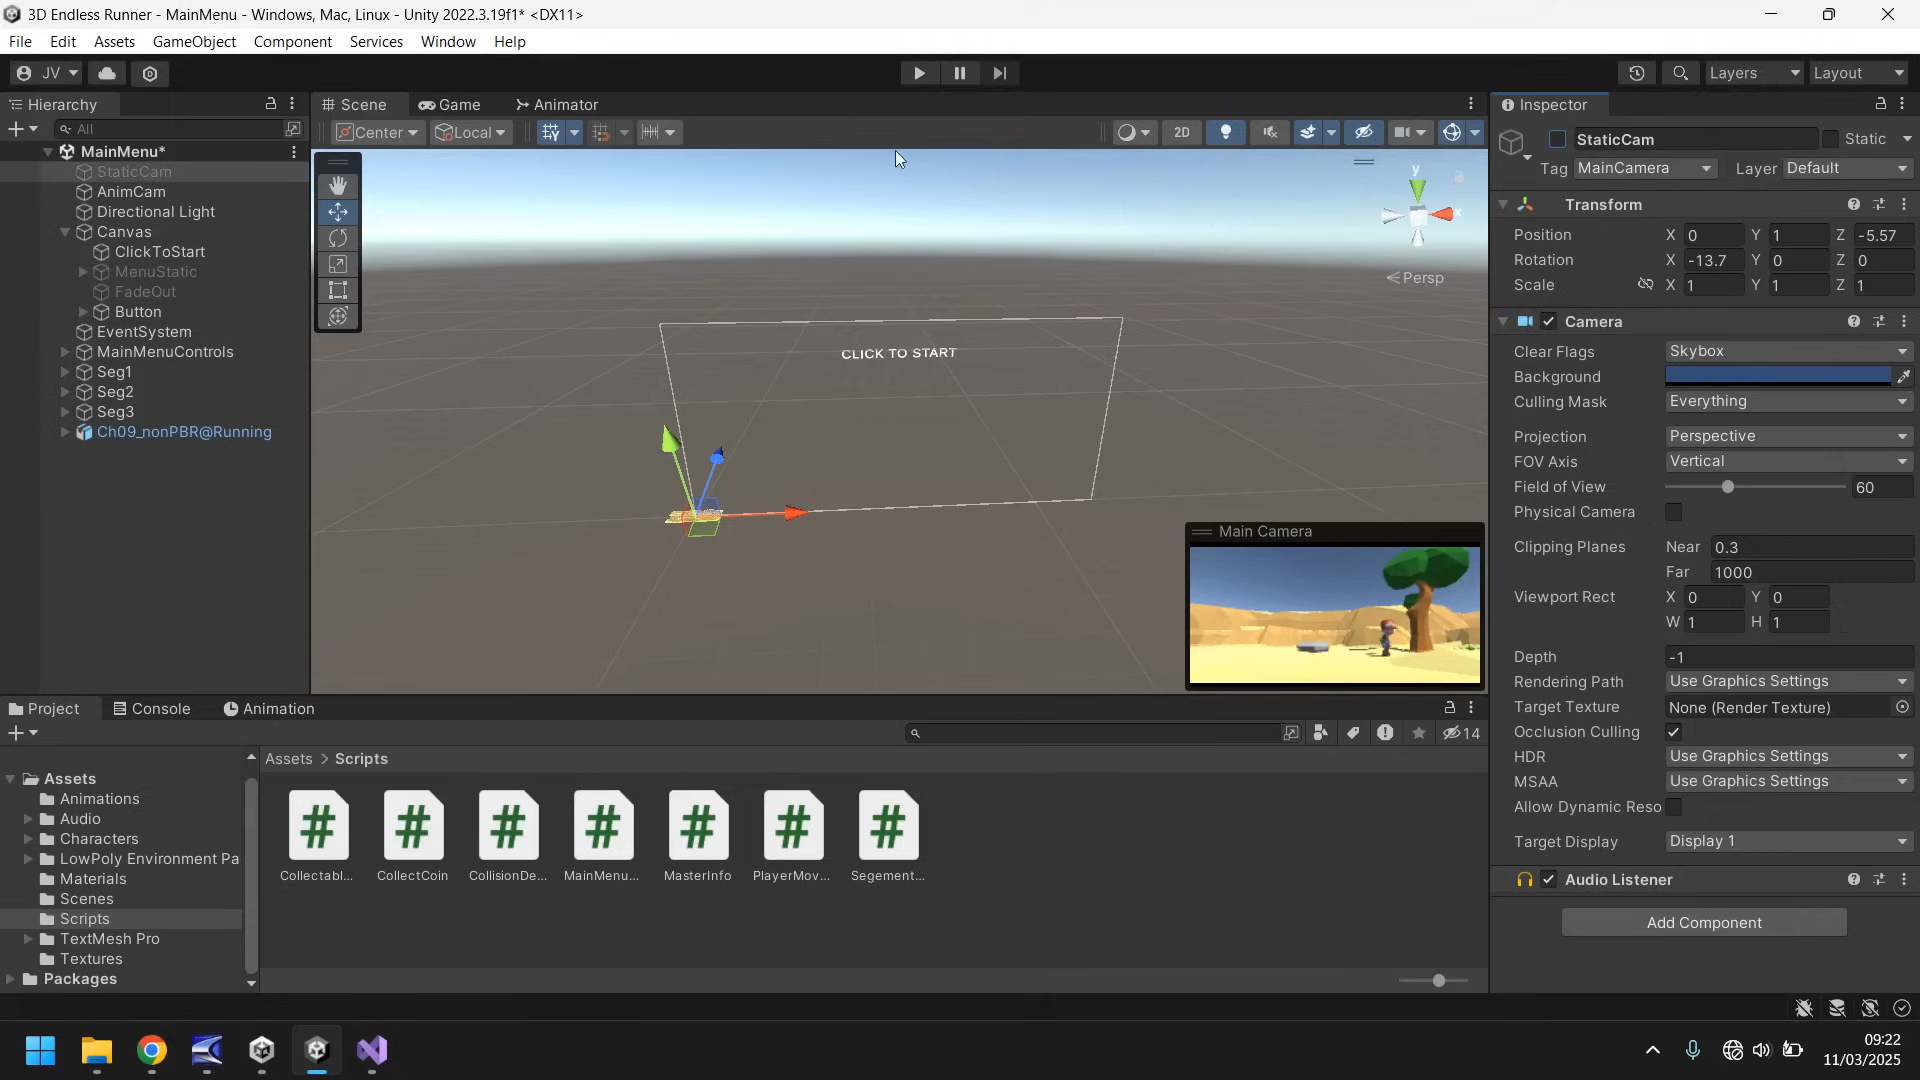 3D Endless Runner - MainMenu - Windows, Mac, Linux - Unity 2022.3.19f1* <DX11>
File Edit Assets GameObject Component Services Window Help
JV Layers Layout
Hierarchy
All
MainMenu*
StaticCam
AnimCam
Directional Light
Canvas
ClickToStart
MenuStatic
FadeOut
Button
EventSystem
MainMenuControls
Seg1
Seg2
Seg3
Ch09_nonPBR@Running
Scene Game Animator
Center Local 2D
y
x
Persp
CLICK TO START
Main Camera
Inspector
StaticCam Static
Tag MainCamera Layer Default
Transform
Position X 0 Y 1 Z -5.57
Rotation X -13.7 Y 0 Z 0
Scale X 1 Y 1 Z 1
Camera
Clear Flags Skybox
Background
Culling Mask Everything
Projection Perspective
FOV Axis Vertical
Field of View 60
Physical Camera
Clipping Planes Near 0.3
Far 1000
Viewport Rect X 0 Y 0
W 1 H 1
Depth -1
Rendering Path Use Graphics Settings
Target Texture None (Render Texture)
Occlusion Culling
HDR Use Graphics Settings
MSAA Use Graphics Settings
Allow Dynamic Reso
Target Display Display 1
Audio Listener
Add Component
Project Console Animation
14
Assets
Animations
Audio
Characters
LowPoly Environment Pa
Materials
Scenes
Scripts
TextMesh Pro
Textures
Packages
Assets > Scripts
Collectabl... CollectCoin CollisionDe... MainMenu... MasterInfo PlayerMov... Segement...
09:22
11/03/2025